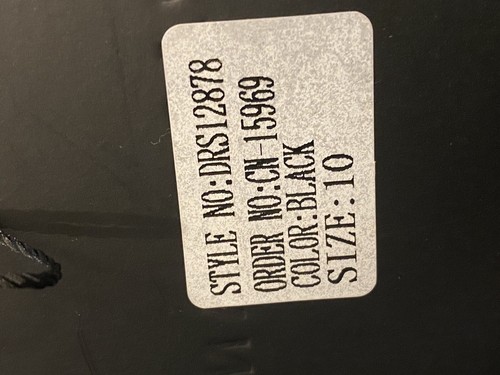 STYLE NO:DRS12878
ORDER NO:CN-15969
COLOR:BLACK
SIZE:10